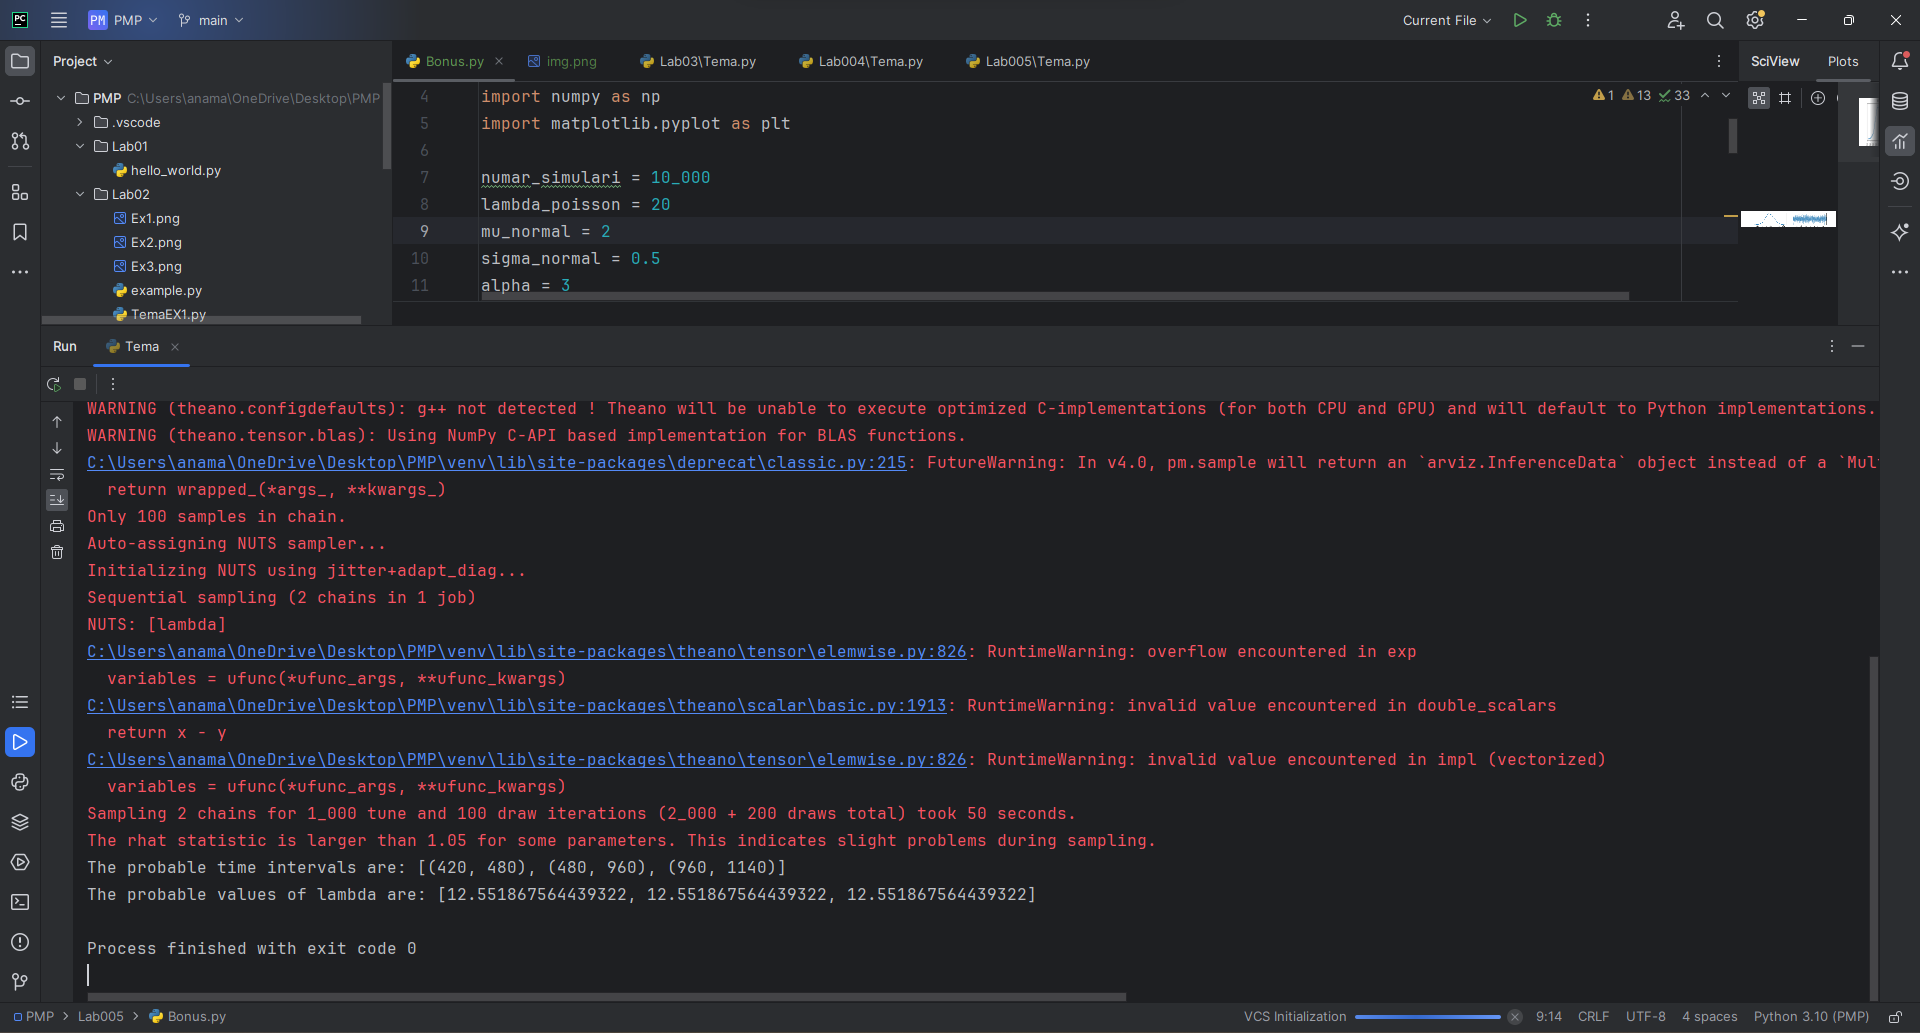 PC PM PMP main Current File
Project
PMP C:\Users\anama\OneDrive\Desktop\PMP
.vscode
Lab01
hello_world.py
Lab02
Ex1.png
Ex2.png
Ex3.png
example.py
TemaEX1.py
Bonus.py img.png Lab03\Tema.py Lab004\Tema.py Lab005\Tema.py
1 13 33
4 import numpy as np
5 import matplotlib.pyplot as plt
6
7 numar_simulari = 10_000
8 lambda_poisson = 20
9 mu_normal = 2
10 sigma_normal = 0.5
11 alpha = 3
SciView Plots
Run Tema
WARNING (theano.configdefaults): g++ not detected ! Theano will be unable to execute optimized C-implementations (for both CPU and GPU) and will default to Python implementations.
WARNING (theano.tensor.blas): Using NumPy C-API based implementation for BLAS functions.
C:\Users\anama\OneDrive\Desktop\PMP\venv\lib\site-packages\deprecat\classic.py:215: FutureWarning: In v4.0, pm.sample will return an `arviz.InferenceData` object instead of a `Mul
return wrapped_(*args_, **kwargs_)
Only 100 samples in chain.
Auto-assigning NUTS sampler...
Initializing NUTS using jitter+adapt_diag...
Sequential sampling (2 chains in 1 job)
NUTS: [lambda]
C:\Users\anama\OneDrive\Desktop\PMP\venv\lib\site-packages\theano\tensor\elemwise.py:826: RuntimeWarning: overflow encountered in exp
variables = ufunc(*ufunc_args, **ufunc_kwargs)
C:\Users\anama\OneDrive\Desktop\PMP\venv\lib\site-packages\theano\scalar\basic.py:1913: RuntimeWarning: invalid value encountered in double_scalars
return x - y
C:\Users\anama\OneDrive\Desktop\PMP\venv\lib\site-packages\theano\tensor\elemwise.py:826: RuntimeWarning: invalid value encountered in impl (vectorized)
variables = ufunc(*ufunc_args, **ufunc_kwargs)
Sampling 2 chains for 1_000 tune and 100 draw iterations (2_000 + 200 draws total) took 50 seconds.
The rhat statistic is larger than 1.05 for some parameters. This indicates slight problems during sampling.
The probable time intervals are: [(420, 480), (480, 960), (960, 1140)]
The probable values of lambda are: [12.551867564439322, 12.551867564439322, 12.551867564439322]
Process finished with exit code 0
PMP > Lab005 > Bonus.py VCS Initialization 9:14 CRLF UTF-8 4 spaces Python 3.10 (PMP)